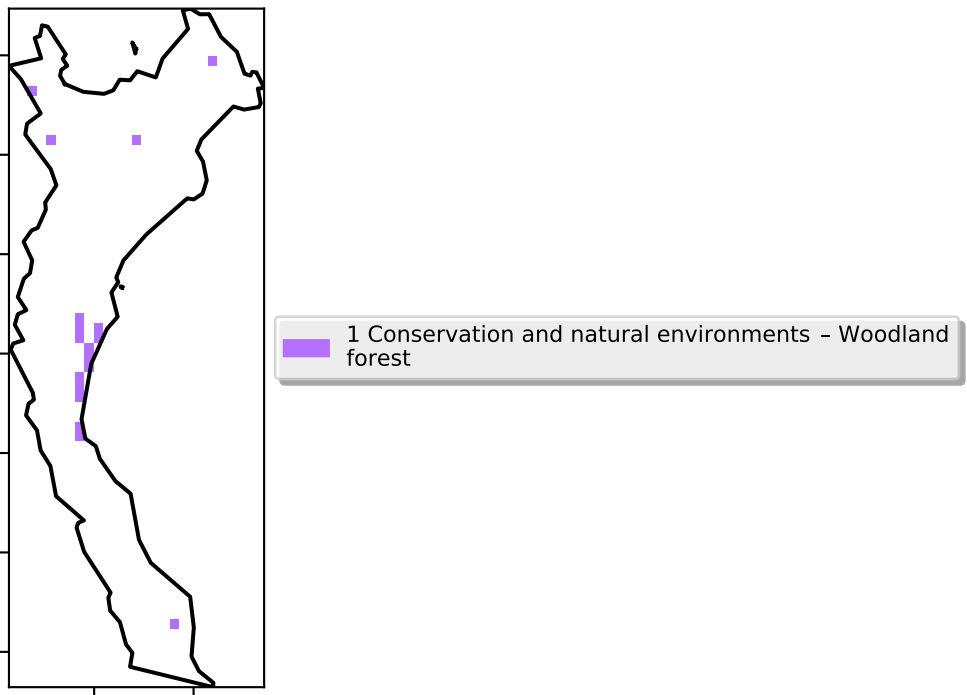 1 Conservation and natural environments – Woodland
forest